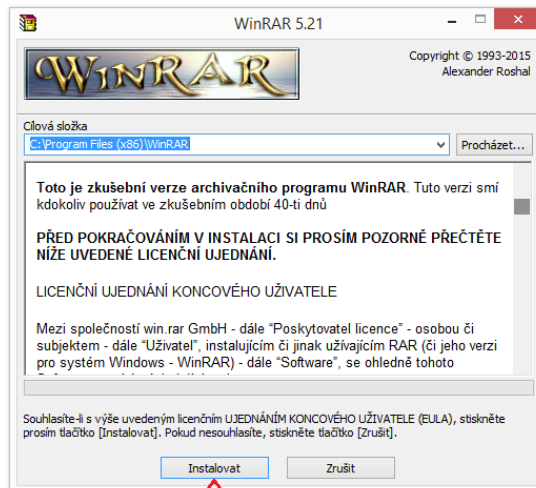 WinRAR 5.21
WINRAR
Copyright © 1993-2015
Alexander Roshal
Cílová složka
C:\Program Files (x86)\WinRAR
Procházet...
Toto je zkušební verze archivačního programu WinRAR. Tuto verzi smí
kdokoliv používat ve zkušebním období 40-ti dnů
PŘED POKRAČOVÁNÍM V INSTALACI SI PROSÍM POZORNĚ PŘEČTĚTE
NÍŽE UVEDENÉ LICENČNÍ UJEDNÁNÍ.
LICENČNÍ UJEDNÁNÍ KONCOVÉHO UŽIVATELE
Mezi společností win.rar GmbH - dále “Poskytovatel licence” - osobou či
subjektem - dále “Uživatel”, instalujícím či jinak užívajícím RAR (či jeho verzi
pro systém Windows - WinRAR) - dále “Software”, se ohledně tohoto
Souhlasíte-li s výše uvedeným licenčním UJEDNÁNÍM KONCOVÉHO UŽIVATELE (EULA), stiskněte
prosím tlačítko [Instalovat]. Pokud nesouhlasíte, stiskněte tlačítko [Zrušit].
Instalovat
Zrušit